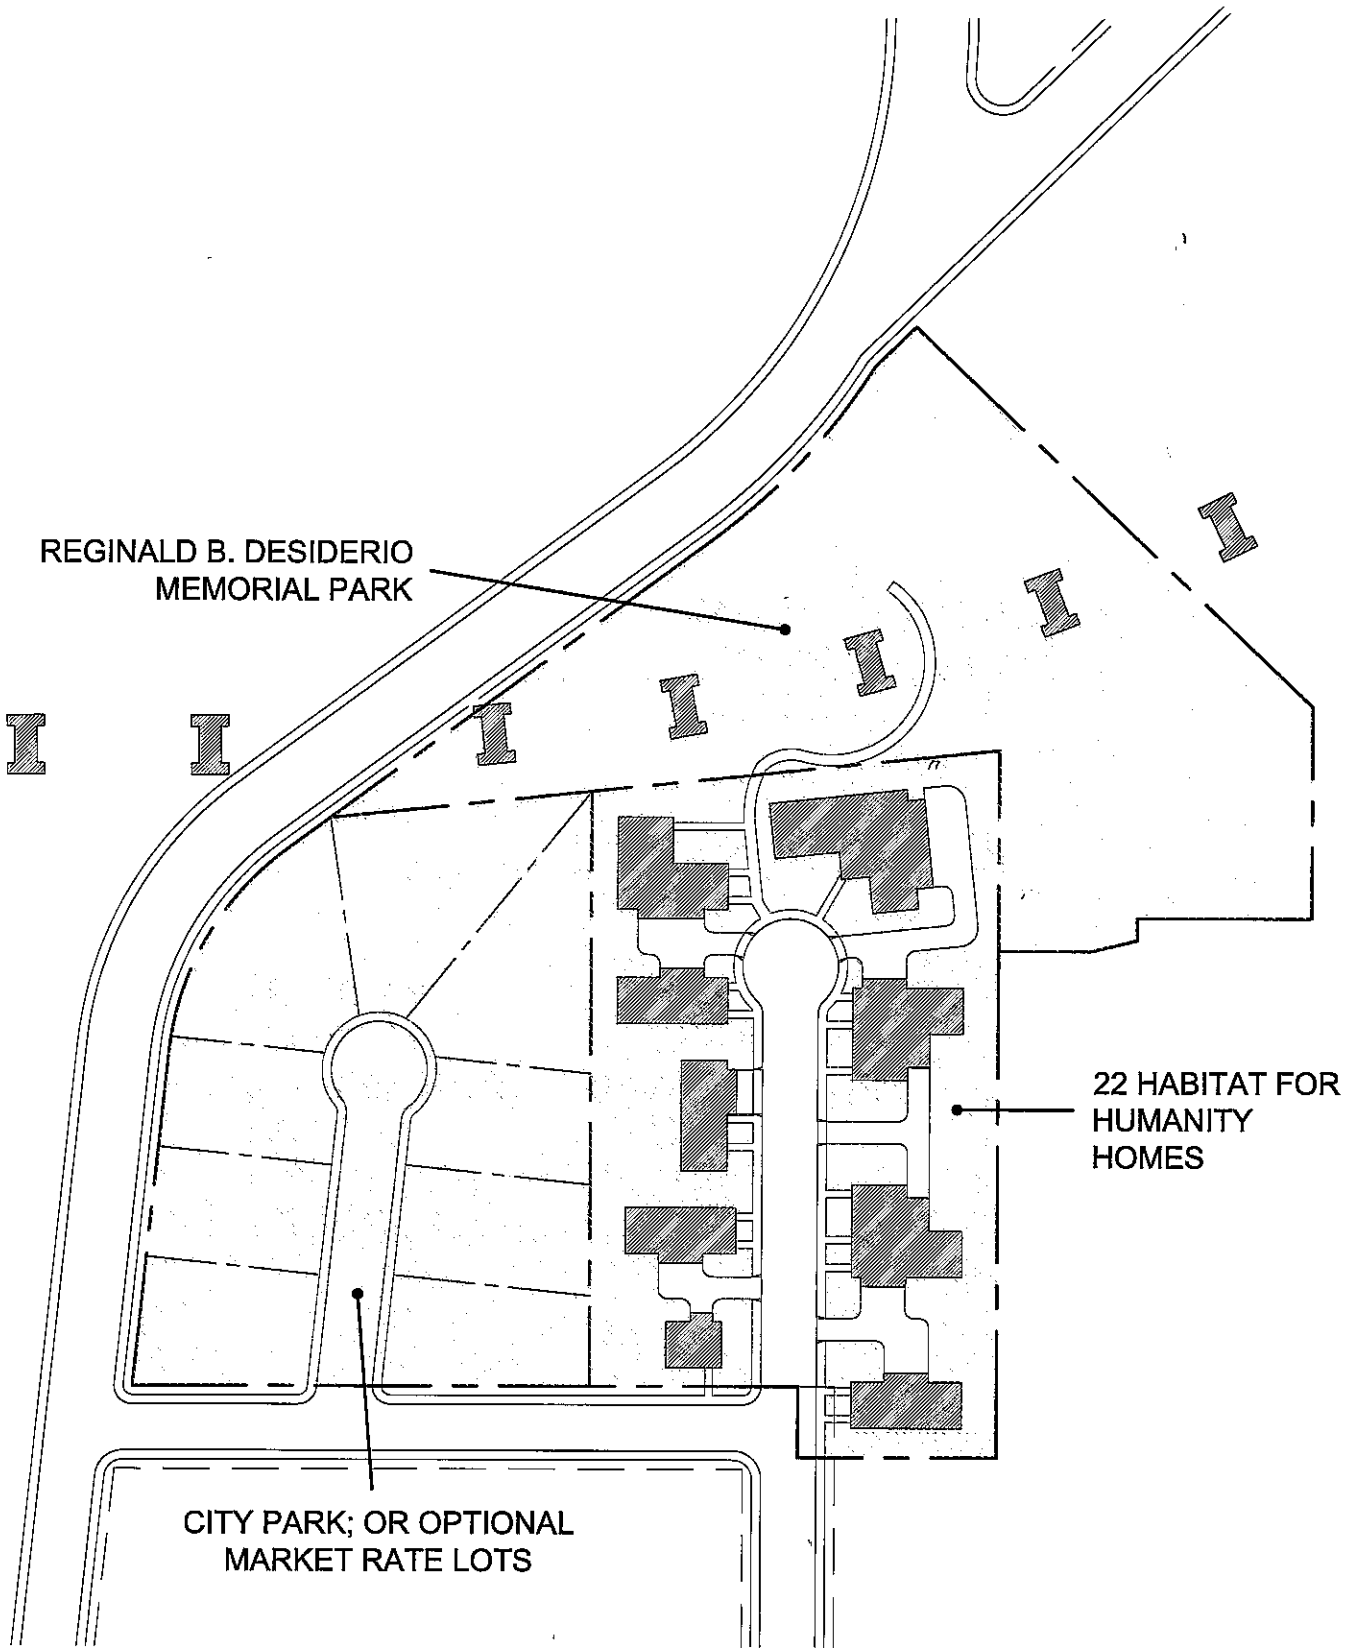 REGINALD B. DESIDERIO
MEMORIAL PARK
22 HABITAT FOR
HUMANITY
HOMES
CITY PARK; OR OPTIONAL
MARKET RATE LOTS